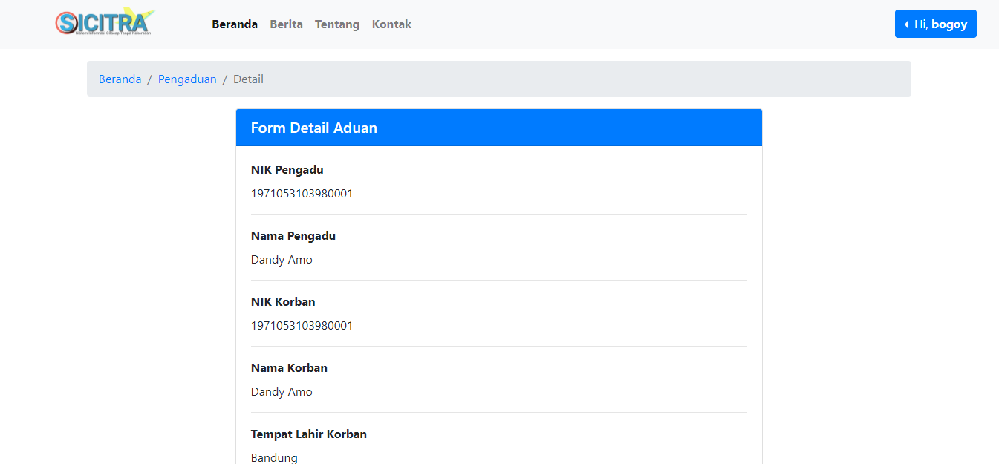 SICITRA
Sistem Informasi Cilacap Tanpa Kekerasan
Beranda Berita Tentang Kontak
Hi, bogoy
Beranda / Pengaduan / Detail
Form Detail Aduan
NIK Pengadu
1971053103980001
Nama Pengadu
Dandy Amo
NIK Korban
1971053103980001
Nama Korban
Dandy Amo
Tempat Lahir Korban
Bandung